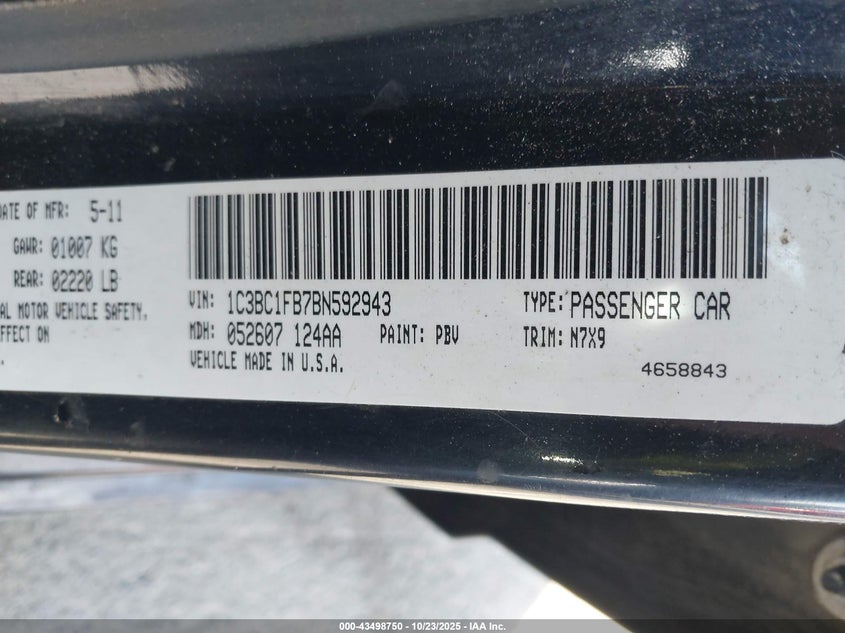 DATE OF MFR: 5-11
GAWR: 01007 KG
REAR: 02220 LB
AL MOTOR VEHICLE SAFETY,
FFECT ON
VIN: 1C3BC1FB7BN592943 TYPE: PASSENGER CAR
MDH: 052607 124AA PAINT: PBV TRIM: N7X9
VEHICLE MADE IN U.S.A. 4658843
000-43498750 | 10/23/2025 - IAA Inc.